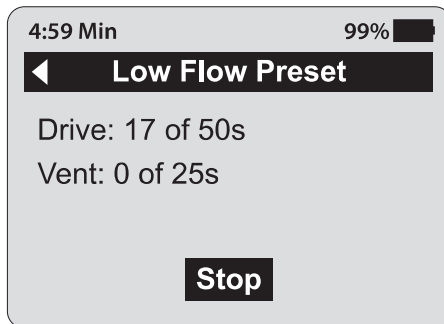 4:59 Min 99%
Low Flow Preset
Drive: 17 of 50s
Vent: 0 of 25s
Stop